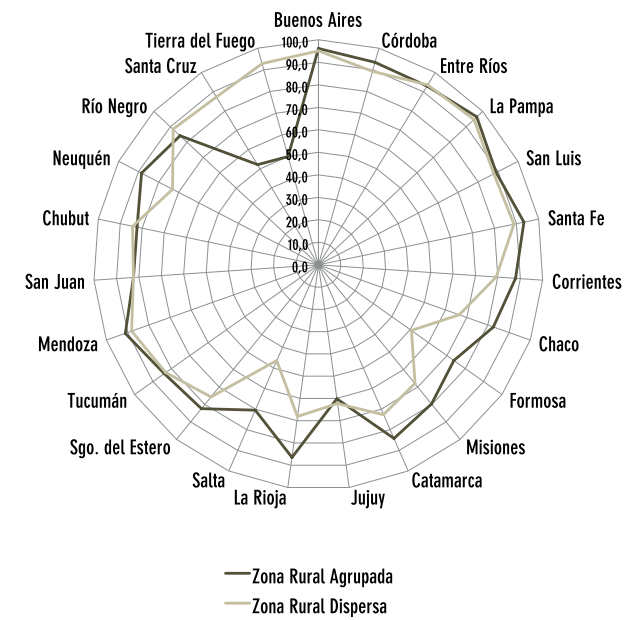 Buenos Aires
Tierra del Fuego
Córdoba
Santa Cruz
Entre Ríos
Río Negro
La Pampa
Neuquén
San Luis
Chubut
Santa Fe
San Juan
Corrientes
Mendoza
Chaco
Tucumán
Formosa
Sgo. del Estero
Misiones
Salta
Catamarca
La Rioja
Jujuy
100,0
90,0
80,0
70,0
60,0
50,0
40,0
30,0
20,0
10,0
0,0
Zona Rural Agrupada
Zona Rural Dispersa